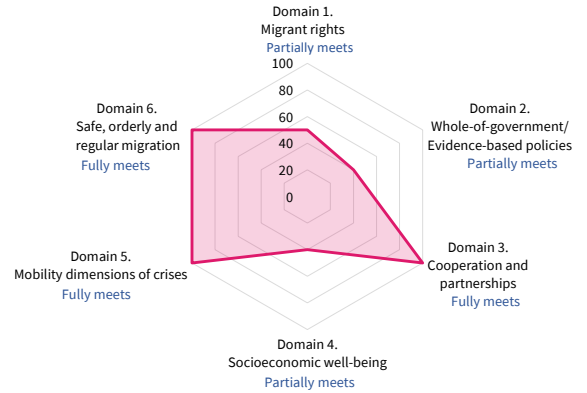 Domain 1.
Migrant rights
Partially meets
100
80
60
40
20
0
Domain 2.
Whole-of-government/
Evidence-based policies
Partially meets
Domain 3.
Cooperation and
partnerships
Fully meets
Domain 4.
Socioeconomic well-being
Partially meets
Domain 5.
Mobility dimensions of crises
Fully meets
Domain 6.
Safe, orderly and
regular migration
Fully meets